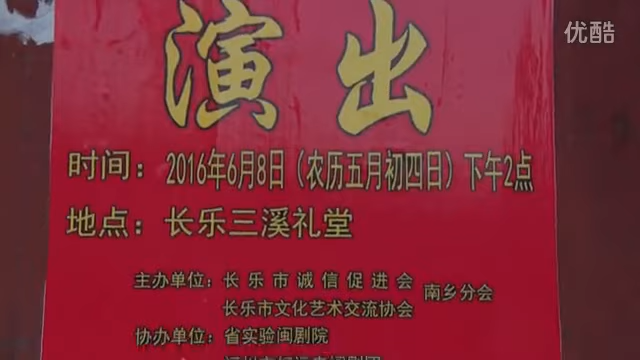 优酷
演出
时间：2016年6月8日（农历五月初四日）下午2点
地点：长乐三溪礼堂
主办单位：长乐市诚信促进会
南乡分会
长乐市文化艺术交流协会
协办单位：省实验闽剧院